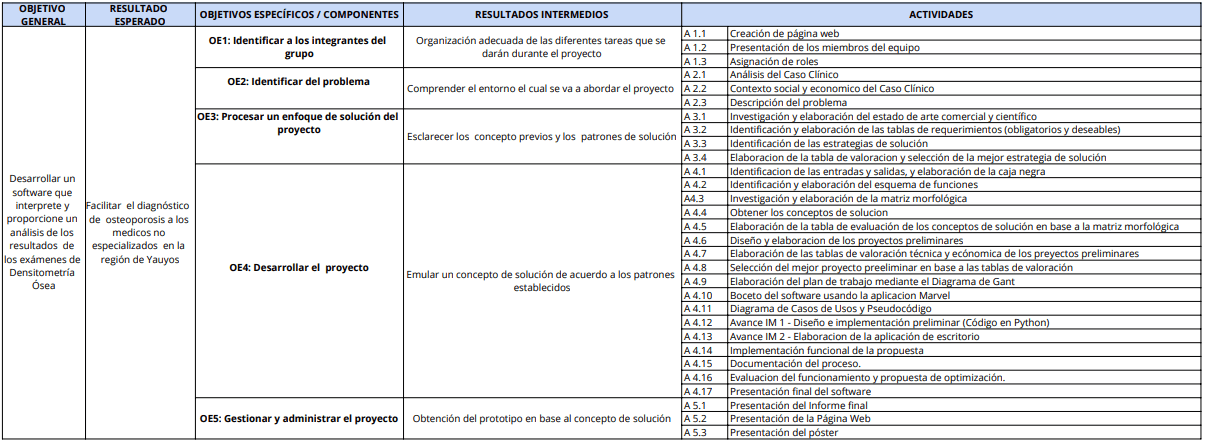 OBJETIVO GENERAL
RESULTADO ESPERADO
OBJETIVOS ESPECÍFICOS / COMPONENTES
RESULTADOS INTERMEDIOS
ACTIVIDADES
Desarrollar un
software que
interprete y
proporcione un
análisis de los
resultados de
los exámenes de
Densitometría
Ósea
Facilitar el diagnóstico
de osteoporosis a los
medicos no
especializados en la
región de Yauyos
OE1: Identificar a los integrantes del
grupo
Organización adecuada de las diferentes tareas que se
darán durante el proyecto
A 1.1 Creación de página web
A 1.2 Presentación de los miembros del equipo
A 1.3 Asignación de roles
OE2: Identificar del problema
Comprender el entorno el cual se va a abordar el proyecto
A 2.1 Análisis del Caso Clínico
A 2.2 Contexto social y economico del Caso Clínico
A 2.3 Descripción del problema
OE3: Procesar un enfoque de solución del
proyecto
Esclarecer los concepto previos y los patrones de solución
A 3.1 Investigación y elaboración del estado de arte comercial y científico
A 3.2 Identificación y elaboración de las tablas de requerimientos (obligatorios y deseables)
A 3.3 Identificación de las estrategias de solución
A 3.4 Elaboracion de la tabla de valoracion y selección de la mejor estrategia de solución
OE4: Desarrollar el proyecto
Emular un concepto de solución de acuerdo a los patrones
establecidos
A 4.1 Identificacion de las entradas y salidas, y elaboración de la caja negra
A 4.2 Identificación y elaboración del esquema de funciones
A4.3 Investigación y elaboración de la matriz morfológica
A 4.4 Obtener los conceptos de solucion
A 4.5 Elaboración de la tabla de evaluación de los conceptos de solución en base a la matriz morfológica
A 4.6 Diseño y elaboracion de los proyectos preliminares
A 4.7 Elaboración de las tablas de valoración técnica y ecónomica de los preyectos preliminares
A 4.8 Selección del mejor proyecto preeliminar en base a las tablas de valoración
A 4.9 Elaboración del plan de trabajo mediante el Diagrama de Gant
A 4.10 Boceto del software usando la aplicacion Marvel
A 4.11 Diagrama de Casos de Usos y Pseudocódigo
A 4.12 Avance IM 1 - Diseño e implementación preliminar (Código en Python)
A 4.13 Avance IM 2 - Elaboracion de la aplicación de escritorio
A 4.14 Implementación funcional de la propuesta
A 4.15 Documentación del proceso.
A 4.16 Evaluacion del funcionamiento y propuesta de optimización.
A 4.17 Presentación final del software
OE5: Gestionar y administrar el proyecto
Obtención del prototipo en base al concepto de solución
A 5.1 Presentación del Informe final
A 5.2 Presentación de la Página Web
A 5.3 Presentación del póster